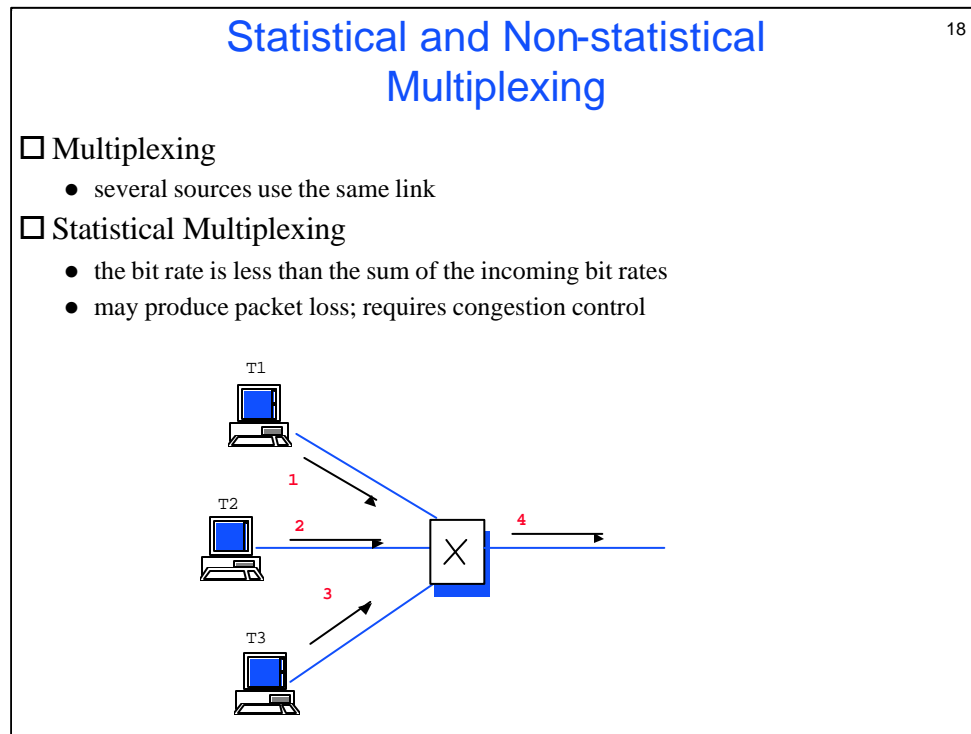 18
Statistical and Non-statistical
Multiplexing
Multiplexing
• several sources use the same link
Statistical Multiplexing
• the bit rate is less than the sum of the incoming bit rates
• may produce packet loss; requires congestion control
T1
1
T2
2
4
X
3
T3